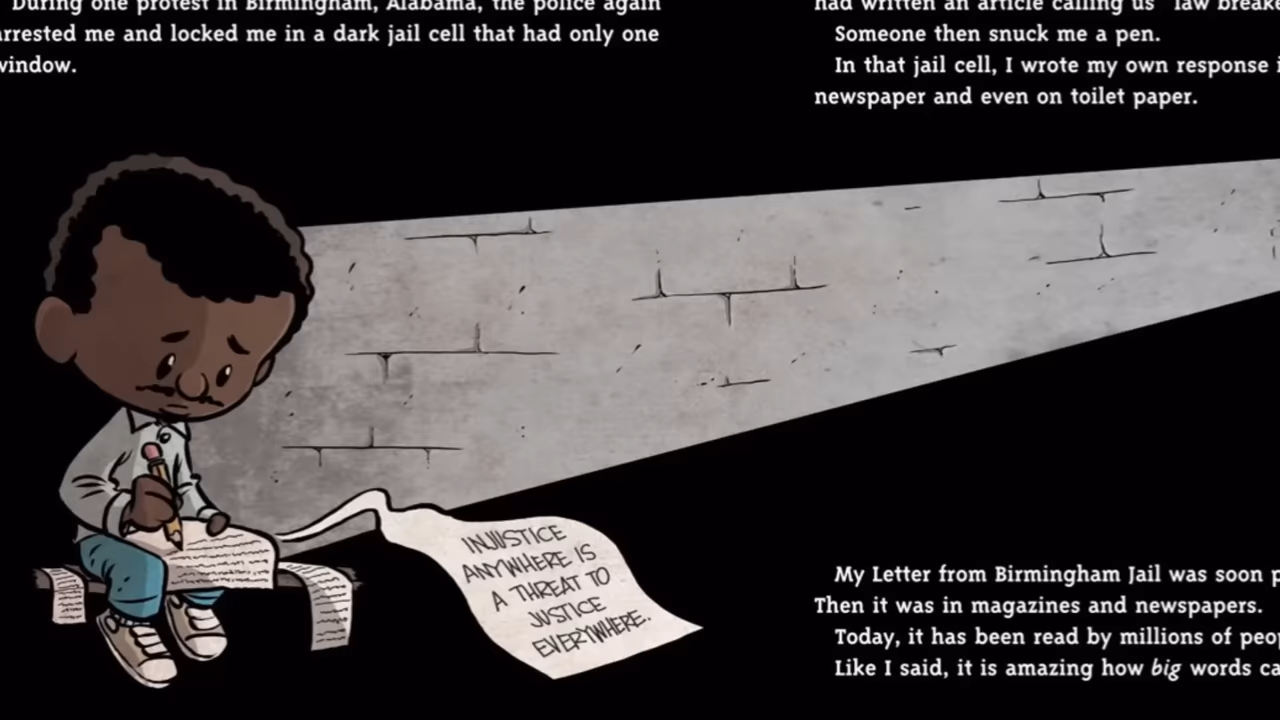 During one protest in Birmingham, Alabama, the police again
arrested me and locked me in a dark jail cell that had only one
window.
had written an article calling us "law breake
Someone then snuck me a pen.
In that jail cell, I wrote my own response i
newspaper and even on toilet paper.
INJUSTICE
ANYWHERE IS
A THREAT TO
JUSTICE
EVERYWHERE.
My Letter from Birmingham Jail was soon p
Then it was in magazines and newspapers.
Today, it has been read by millions of peop
Like I said, it is amazing how big words ca